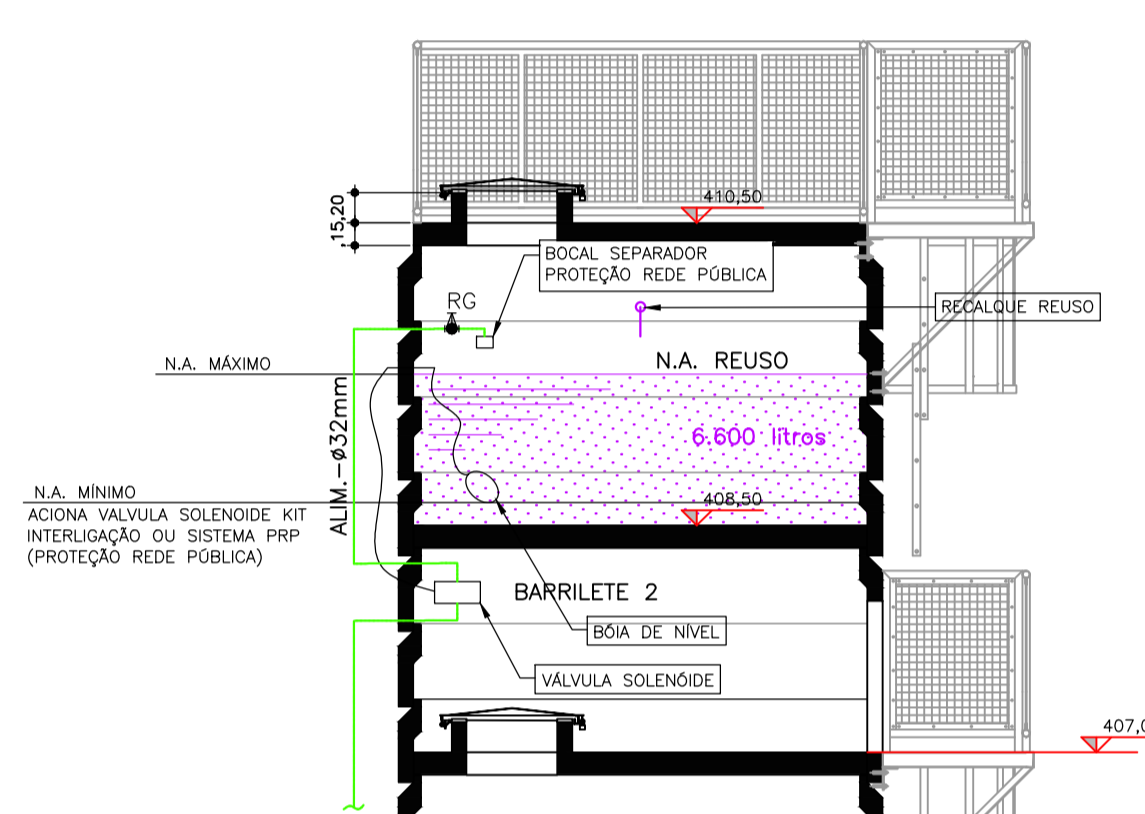 410,50
,15,20
BOCAL SEPARADOR
PROTEÇÃO REDE PÚBLICA
RG
RECALQUE REUSO
N.A. MÁXIMO
N.A. REUSO
ALIM.-ø32mm
6.600 litros
N.A. MÍNIMO
ACIONA VALVULA SOLENOIDE KIT
INTERLIGAÇÃO OU SISTEMA PRP
(PROTEÇÃO REDE PÚBLICA)
408,50
BARRILETE 2
BÓIA DE NÍVEL
VÁLVULA SOLENÓIDE
407,0